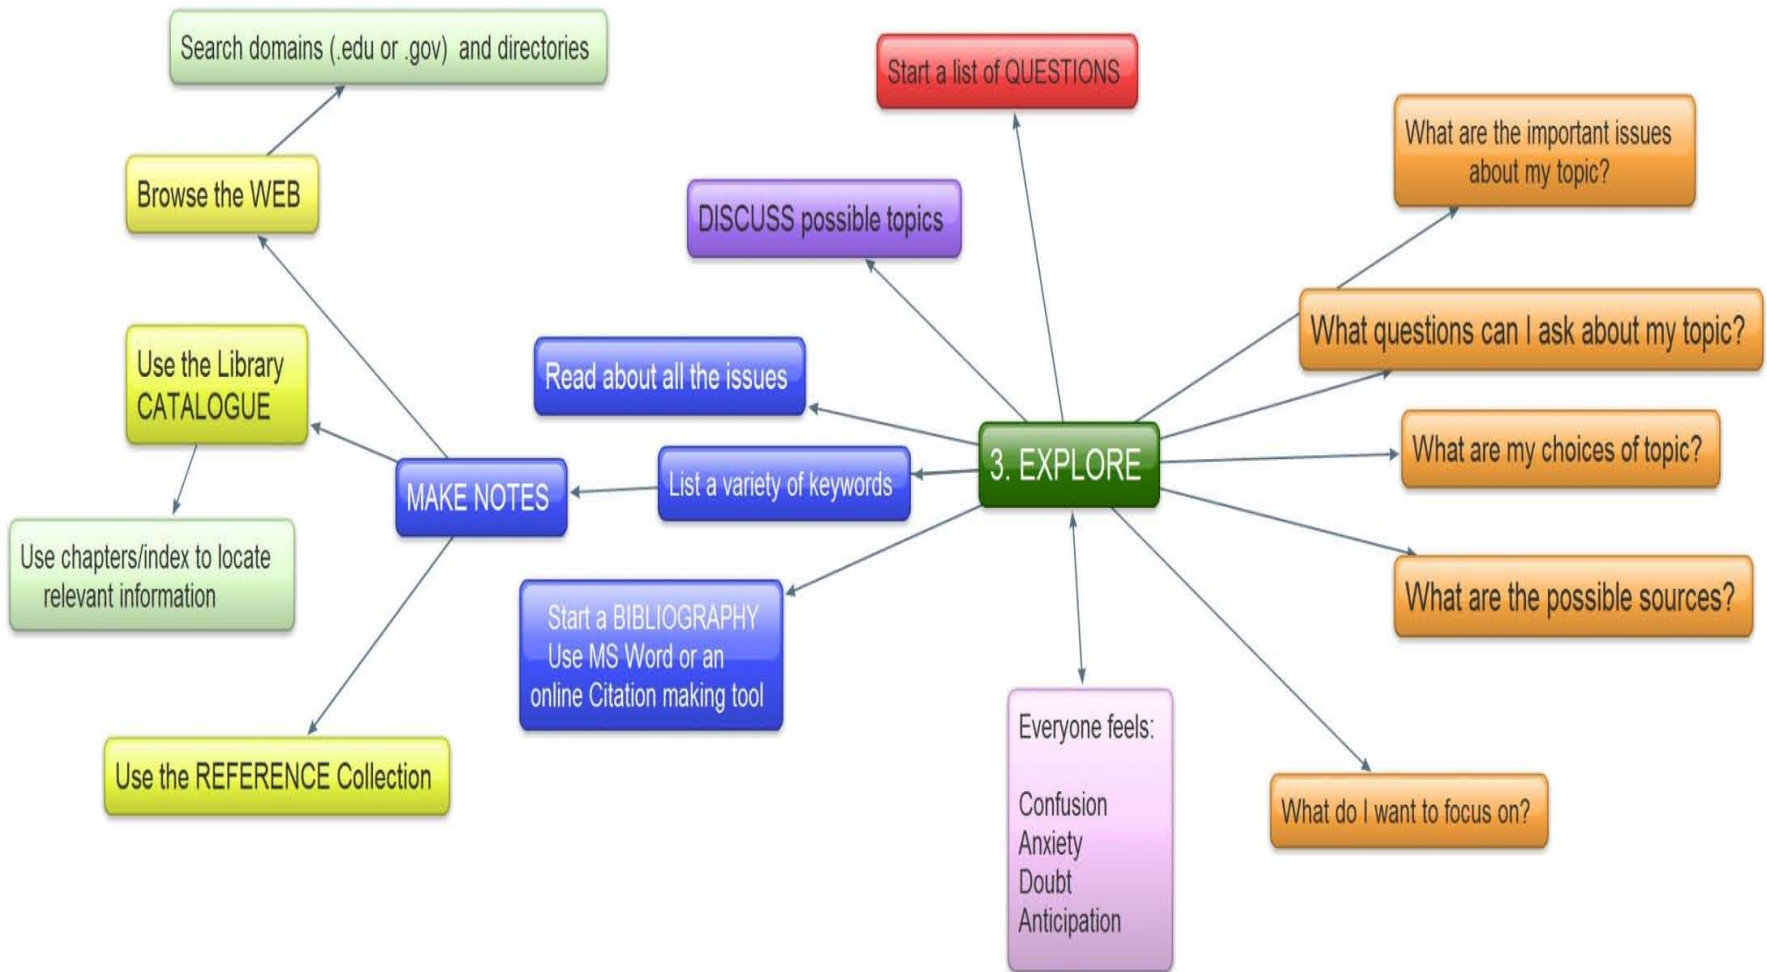 Search domains (.edu or .gov)  and directories
Start a list of QUESTIONS
What are the important issues
about my topic?
Browse the WEB
DISCUSS possible topics
What questions can I ask about my topic?
Use the Library
CATALOGUE
Read about all the issues
3. EXPLORE
What are my choices of topic?
List a variety of keywords
MAKE NOTES
Use chapters/index to locate
relevant information
What are the possible sources?
Start a BIBLIOGRAPHY
Use MS Word or an
online Citation making tool
Everyone feels:
Confusion
Anxiety
Doubt
Anticipation
Use the REFERENCE Collection
What do I want to focus on?